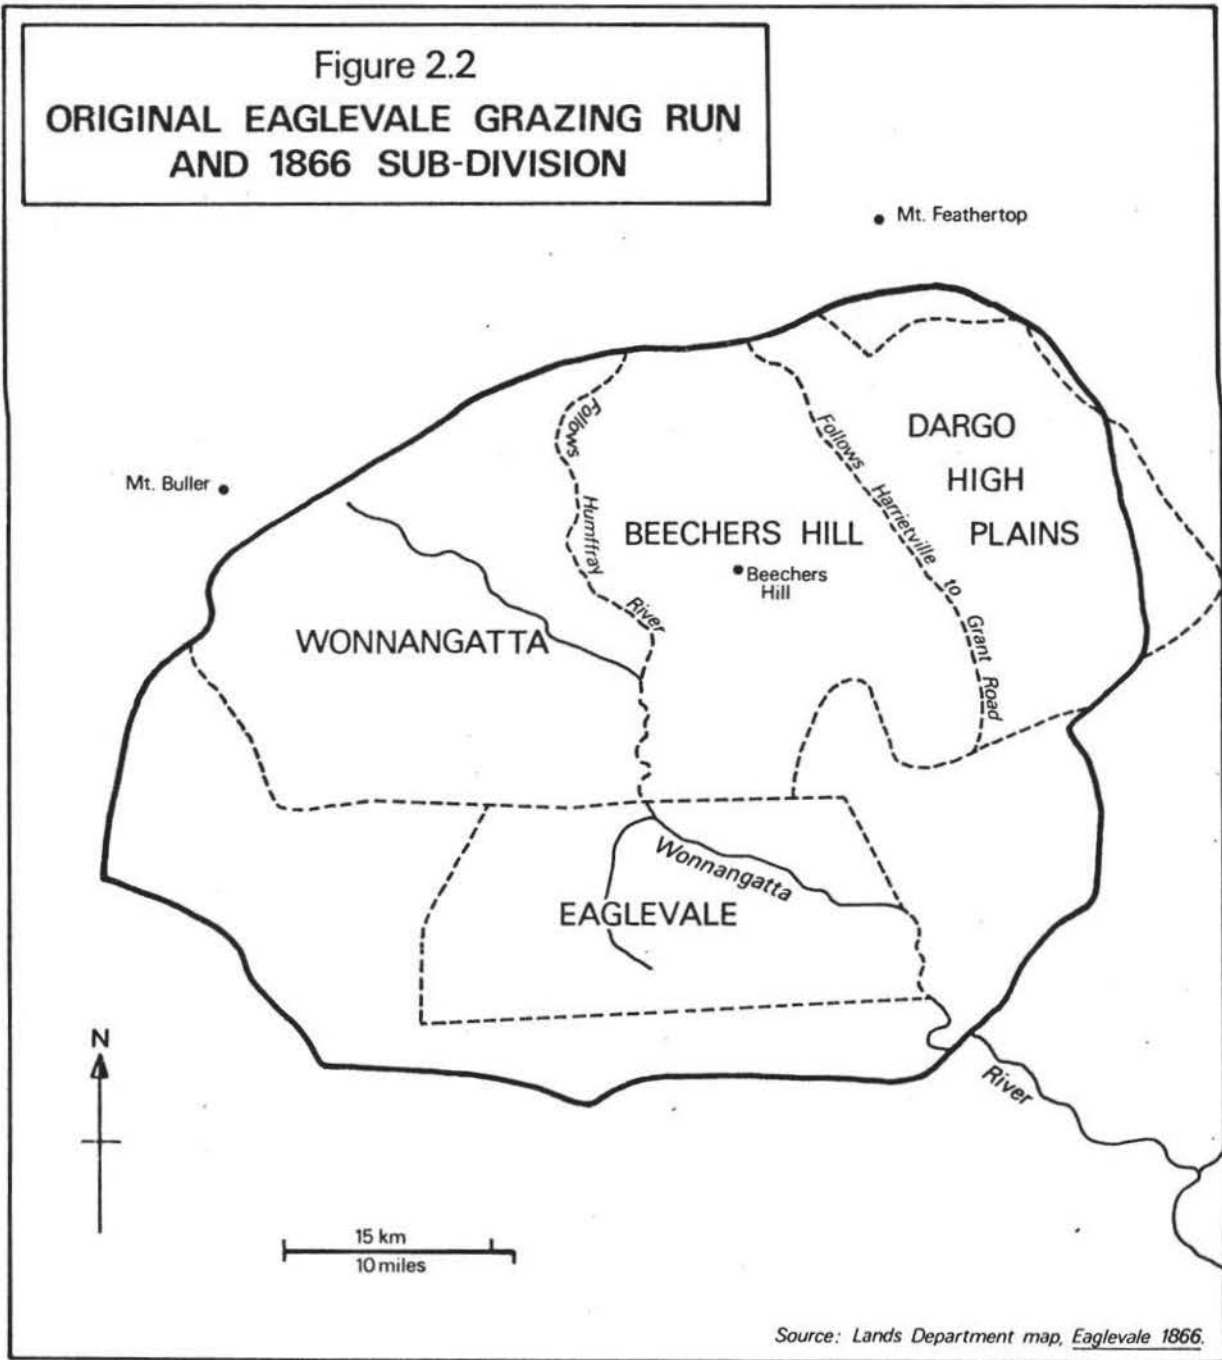 Figure 2.2
ORIGINAL EAGLEVALE GRAZING RUN
AND 1866 SUB-DIVISION
Mt. Feathertop
Mt. Buller
Follows
Humffray
River
BEECHERS HILL
Beechers
Hill
Follows Harrietville to Grant Road
DARGO
HIGH
PLAINS
WONNANGATTA
Wonnangatta
EAGLEVALE
River
N
15 km
10 miles
Source: Lands Department map, Eaglevale 1866.